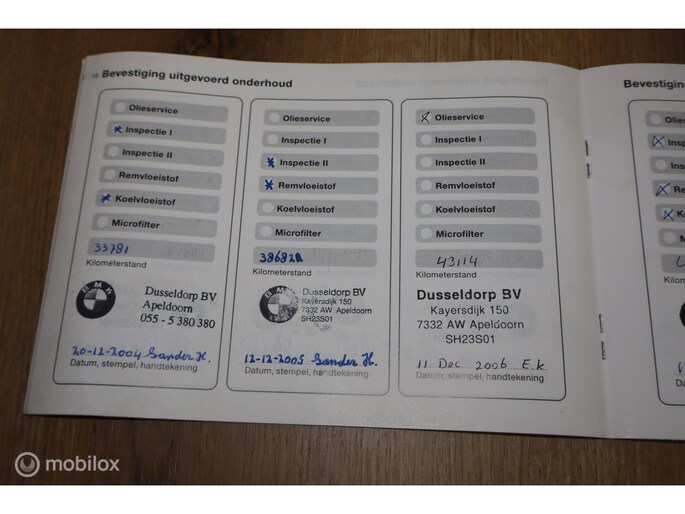 Bevestiging uitgevoerd onderhoud
Olieservice
Inspectie I
Inspectie II
Remvloeistof
Koelvloeistof
Microfilter
33781
Kilometerstand
BMW
Dusseldorp BV
Apeldoorn
055 - 5 380 380
20-12-2004 Sander H.
Datum, stempel, handtekening
Olieservice
Inspectie I
Inspectie II
Remvloeistof
Koelvloeistof
Microfilter
Kilometerstand
Dusseldorp BV
Kayersdijk 150
7332 AW Apeldoorn
SH23S01
12-12-2005 Sander H.
Datum, stempel, handtekening
Olieservice
Inspectie I
Inspectie II
Remvloeistof
Koelvloeistof
Microfilter
43114
Kilometerstand
Dusseldorp BV
Kayersdijk 150
7332 AW Apeldoorn
SH23S01
11 Dec 2006 E.k.
Datum, stempel, handtekening
Bevestiging
mobilox